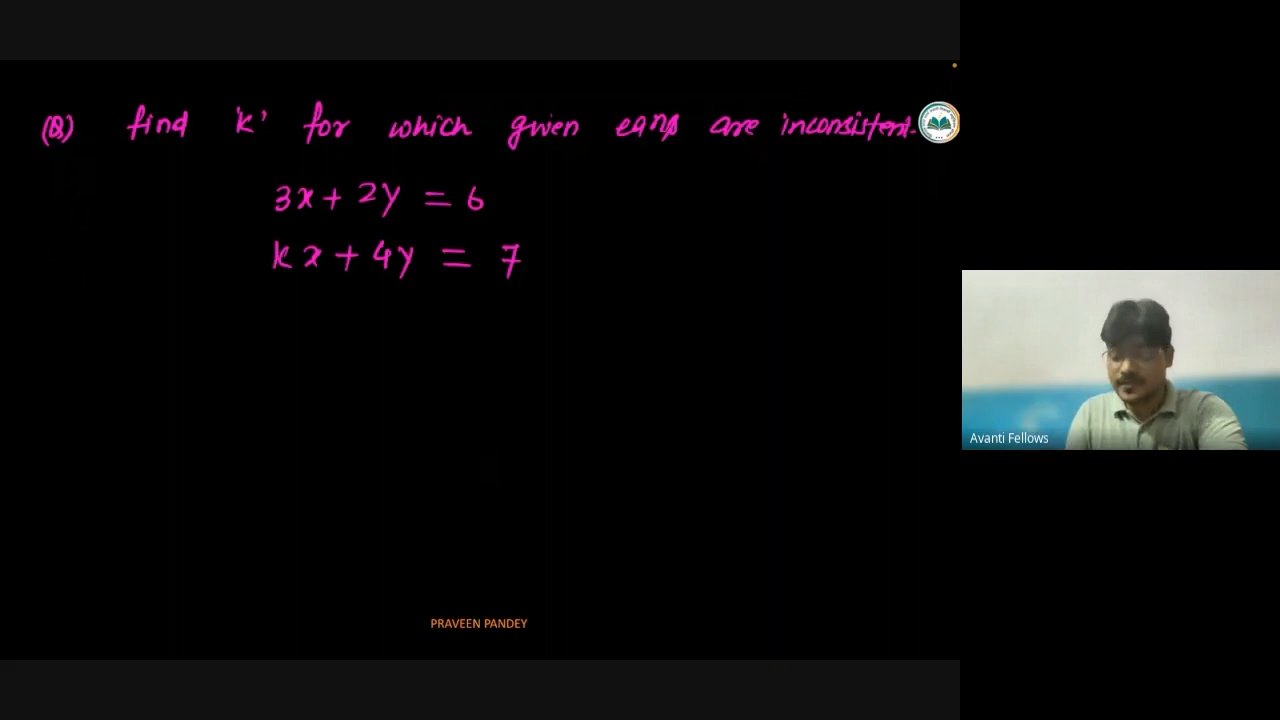 (Q) find 'k' for which given eqns are inconsistent.
3x + 2y = 6
kx + 4y = 7
Avanti Fellows
PRAVEEN PANDEY